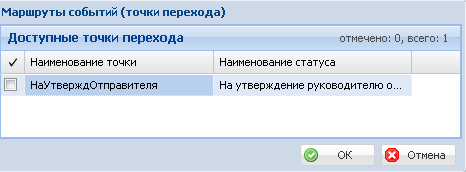 Маршруты событий (точки перехода)
Доступные точки перехода отмечено: 0, всего: 1
Наименование точки Наименование статуса
НаУтверждОтправителя На утверждение руководителю о...
ОК Отмена